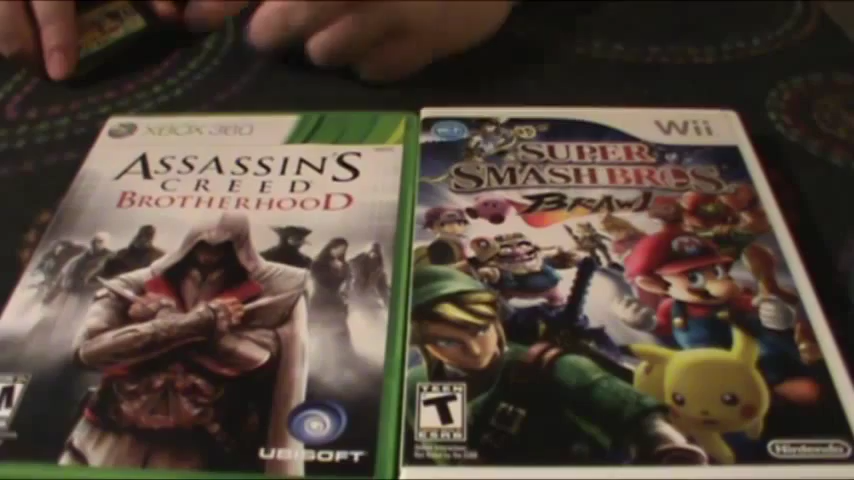 XBOX 360
ASSASSIN'S
CREED
BROTHERHOOD
M
UBISOFT
Wii
SUPER
SMASH BROS.
BRAWL
TEEN
T
ESRB
Nintendo